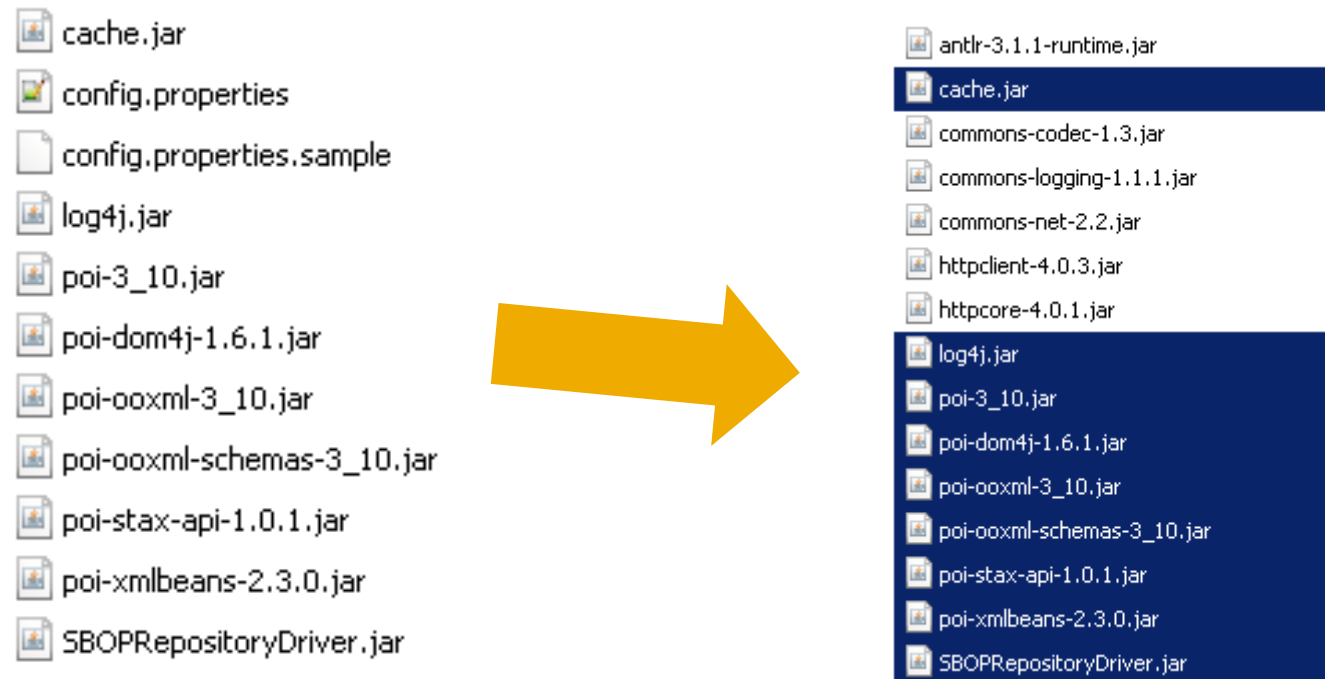 cache.jar
config.properties
config.properties.sample
log4j.jar
poi-3_10.jar
poi-dom4j-1.6.1.jar
poi-ooxml-3_10.jar
poi-ooxml-schemas-3_10.jar
poi-stax-api-1.0.1.jar
poi-xmlbeans-2.3.0.jar
SBOPRepositoryDriver.jar
antlr-3.1.1-runtime.jar
cache.jar
commons-codec-1.3.jar
commons-logging-1.1.1.jar
commons-net-2.2.jar
httpclient-4.0.3.jar
httpcore-4.0.1.jar
log4j.jar
poi-3_10.jar
poi-dom4j-1.6.1.jar
poi-ooxml-3_10.jar
poi-ooxml-schemas-3_10.jar
poi-stax-api-1.0.1.jar
poi-xmlbeans-2.3.0.jar
SBOPRepositoryDriver.jar